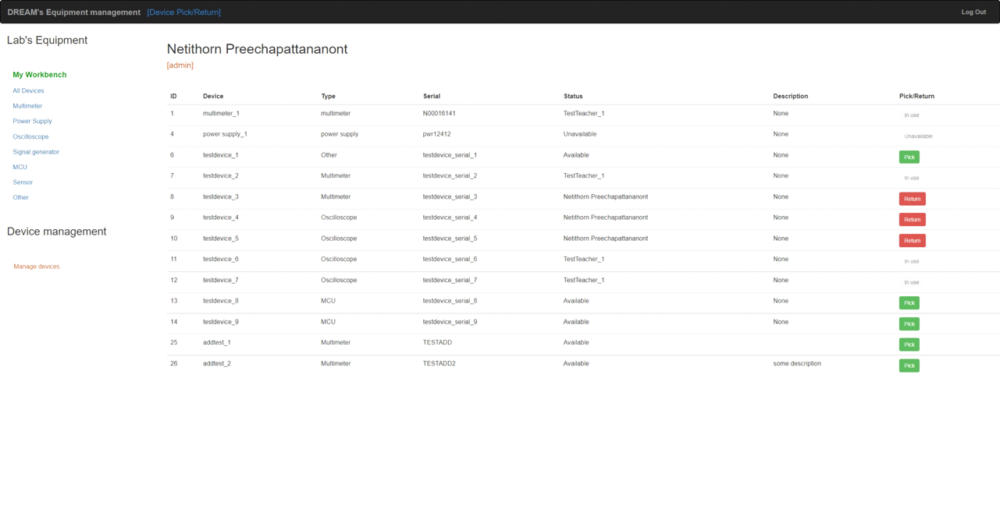 DREAM's Equipment management [Device Pick/Return] Log Out
Lab's Equipment
My Workbench
All Devices
Multimeter
Power Supply
Oscilloscope
Signal generator
MCU
Sensor
Other
Device management
Manage devices
Netithorn Preechapattananont
[admin]
ID Device Type Serial Status Description Pick/Return
1 multimeter_1 multimeter N00016141 TestTeacher_1 None In use
4 power supply_1 power supply pwr12412 Unavailable None Unavailable
6 testdevice_1 Other testdevice_serial_1 Available None Pick
7 testdevice_2 Multimeter testdevice_serial_2 TestTeacher_1 None In use
8 testdevice_3 Multimeter testdevice_serial_3 Netithorn Preechapattananont None Return
9 testdevice_4 Oscilloscope testdevice_serial_4 Netithorn Preechapattananont None Return
10 testdevice_5 Oscilloscope testdevice_serial_5 Netithorn Preechapattananont None Return
11 testdevice_6 Oscilloscope testdevice_serial_6 TestTeacher_1 None In use
12 testdevice_7 Oscilloscope testdevice_serial_7 TestTeacher_1 None In use
13 testdevice_8 MCU testdevice_serial_8 Available None Pick
14 testdevice_9 MCU testdevice_serial_9 Available None Pick
25 addtest_1 Multimeter TESTADD Available Pick
26 addtest_2 Multimeter TESTADD2 Available some description Pick